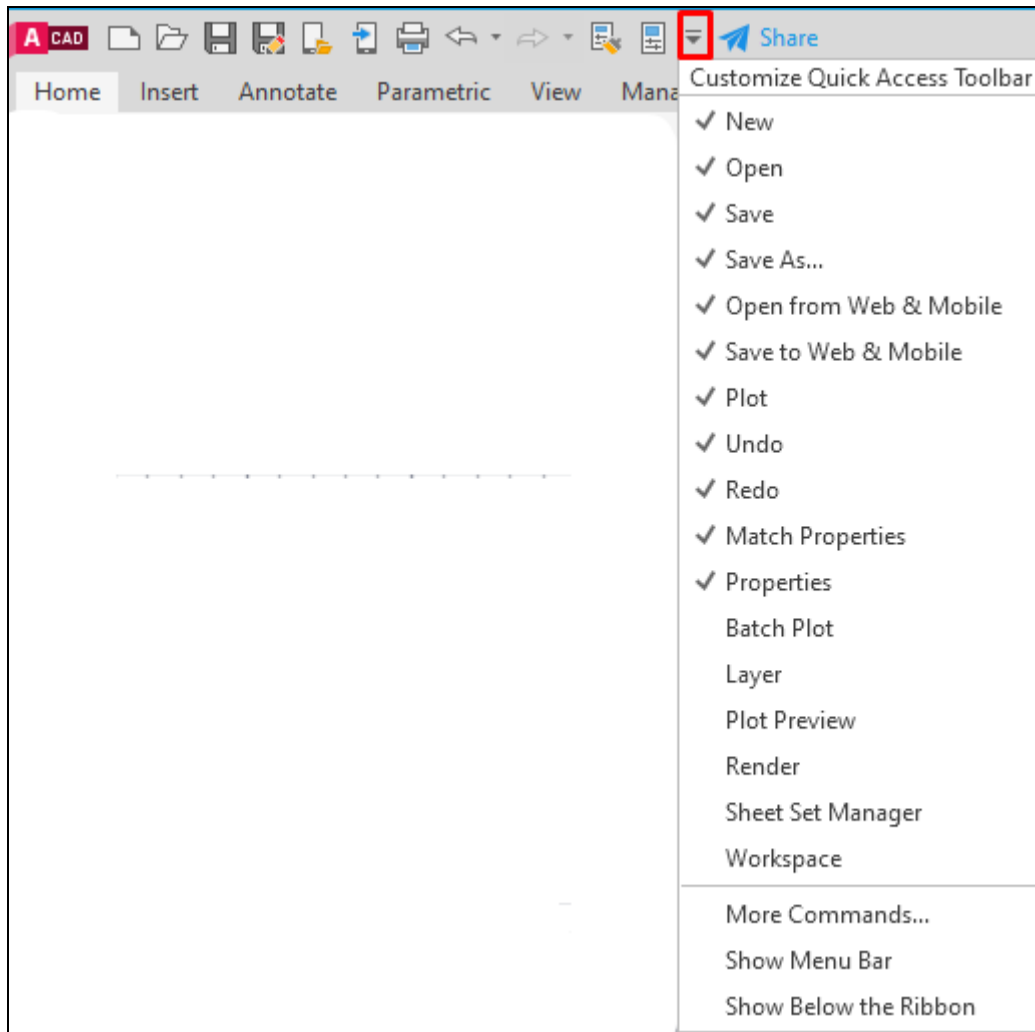 A CAD Share
Home Insert Annotate Parametric View Mana
Customize Quick Access Toolbar
New
Open
Save
Save As...
Open from Web & Mobile
Save to Web & Mobile
Plot
Undo
Redo
Match Properties
Properties
Batch Plot
Layer
Plot Preview
Render
Sheet Set Manager
Workspace
More Commands...
Show Menu Bar
Show Below the Ribbon